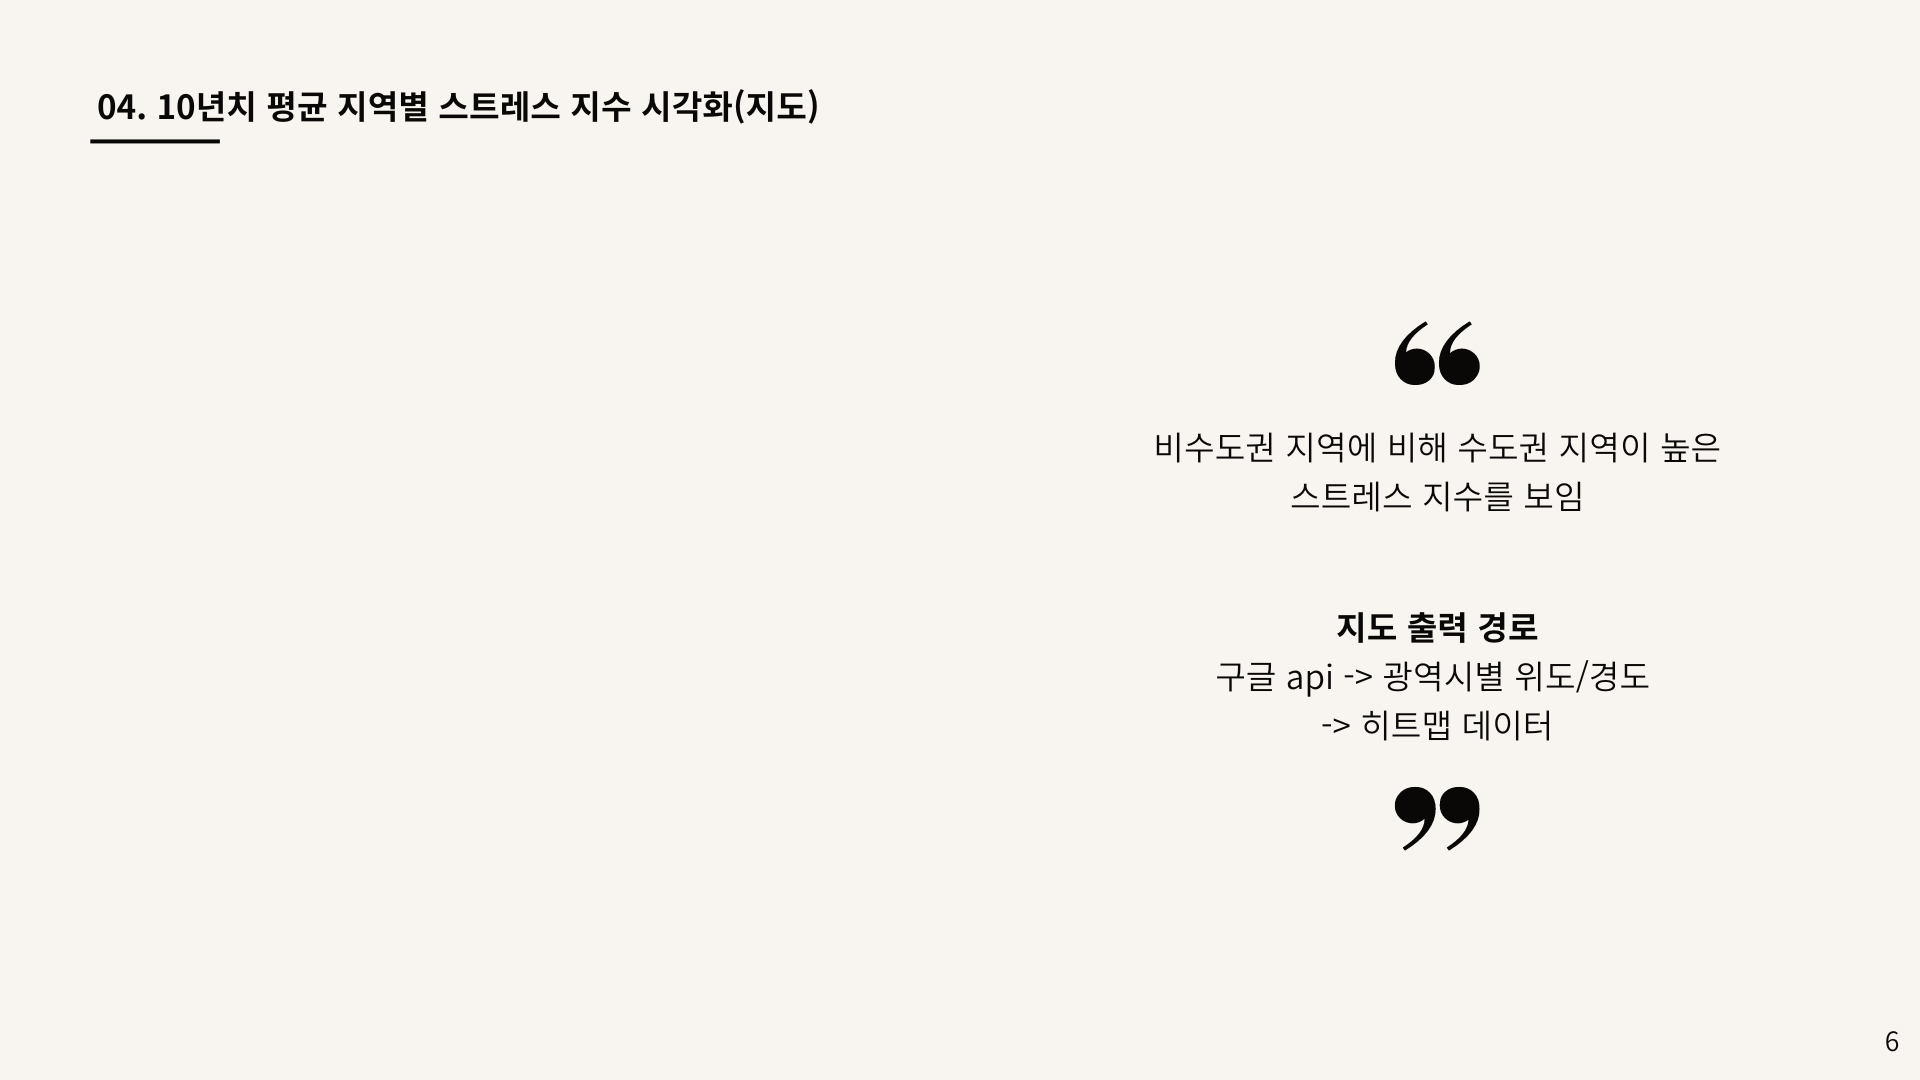 04. 10년치 평균 지역별 스트레스 지수 시각화(지도)
❝
비수도권 지역에 비해 수도권 지역이 높은
스트레스 지수를 보임
지도 출력 경로
구글 api -> 광역시별 위도/경도
-> 히트맵 데이터
❞
6